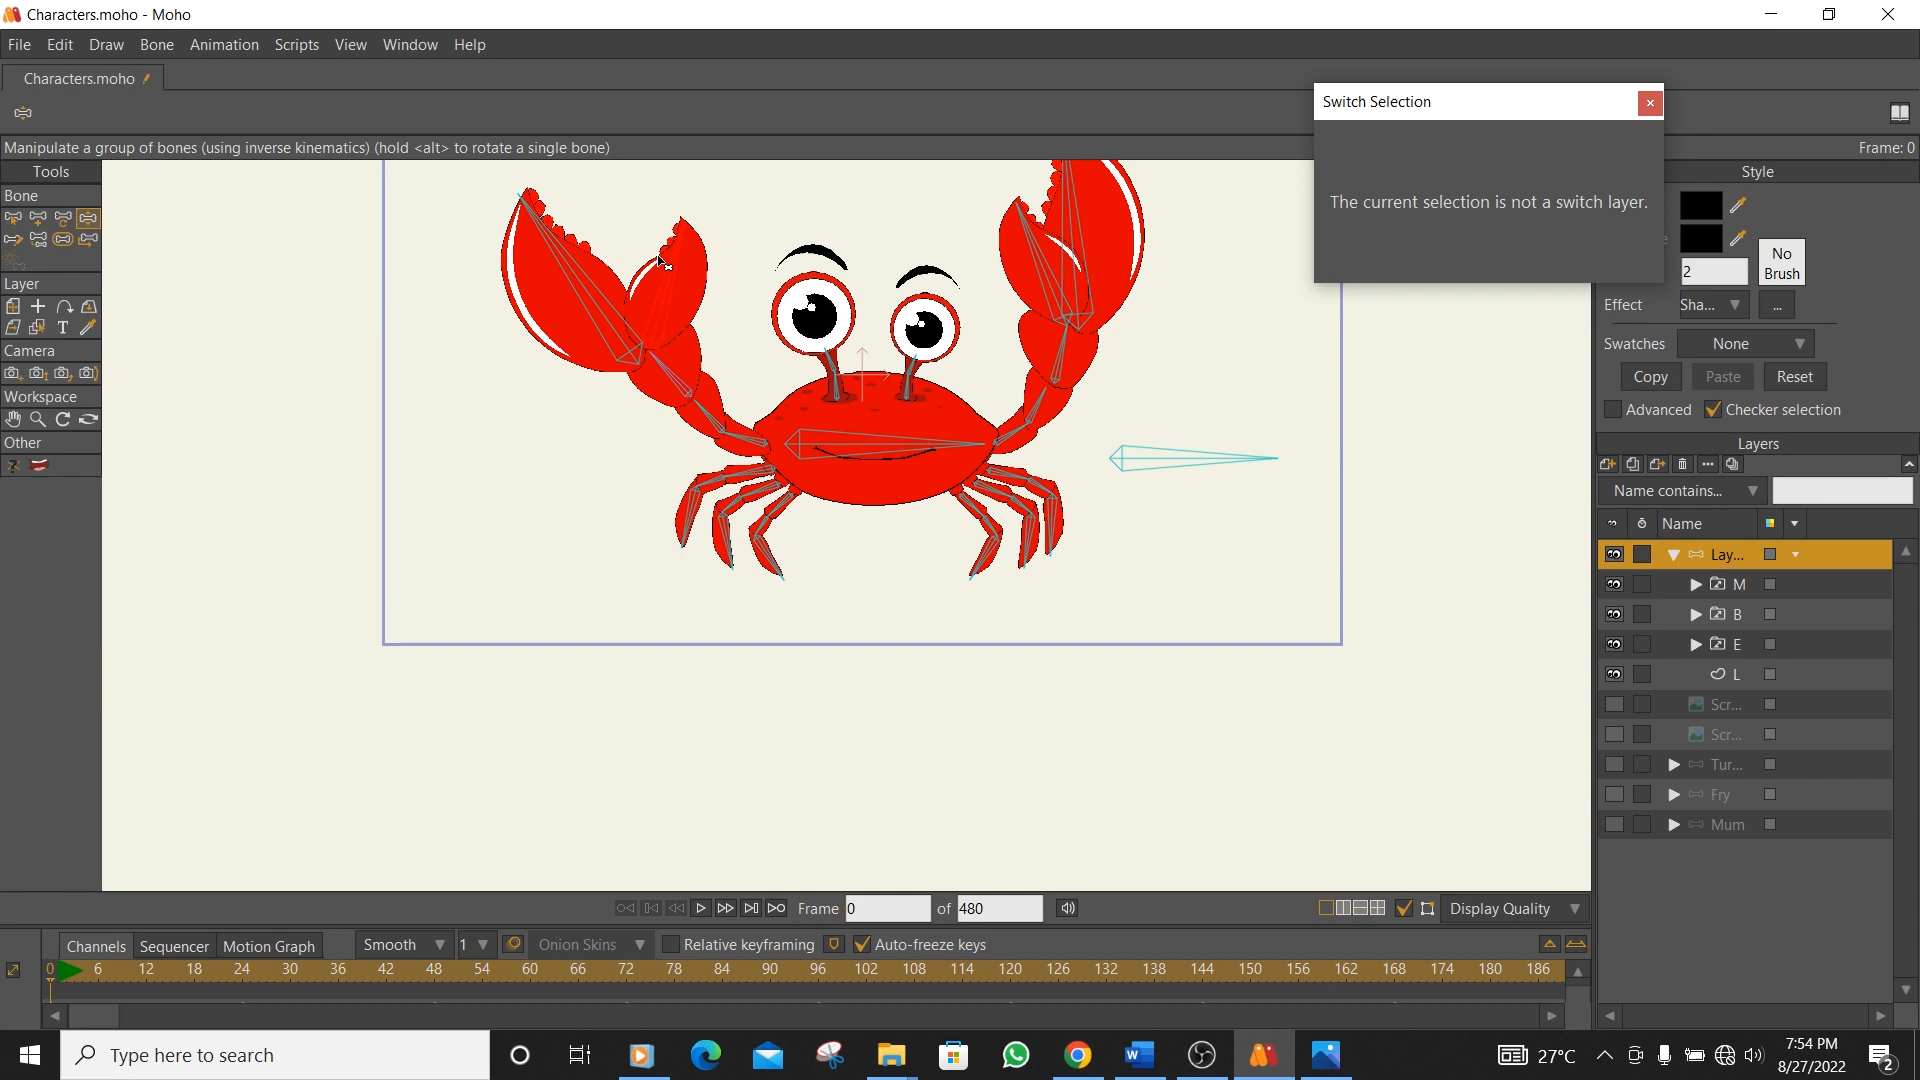 Characters.moho - Moho
File Edit Draw Bone Animation Scripts View Window Help
Characters.moho
Switch Selection
Manipulate a group of bones (using inverse kinematics) (hold <alt> to rotate a single bone)
Frame: 0
Tools
Style
Bone
The current selection is not a switch layer.
No
Brush
2
Layer
Effect Sha... ...
T
Camera
Swatches None
Copy Paste Reset
Workspace
Advanced Checker selection
Other
Layers
Name contains...
Name
Lay...
M
B
E
L
Scr...
Scr...
Tur...
Fry
Mum
Frame 0 of 480
Display Quality
Channels Sequencer Motion Graph Smooth 1 Onion Skins Relative keyframing Auto-freeze keys
0 6 12 18 24 30 36 42 48 54 60 66 72 78 84 90 96 102 108 114 120 126 132 138 144 150 156 162 168 174 180 186
Type here to search
27°C
7:54 PM
8/27/2022
2